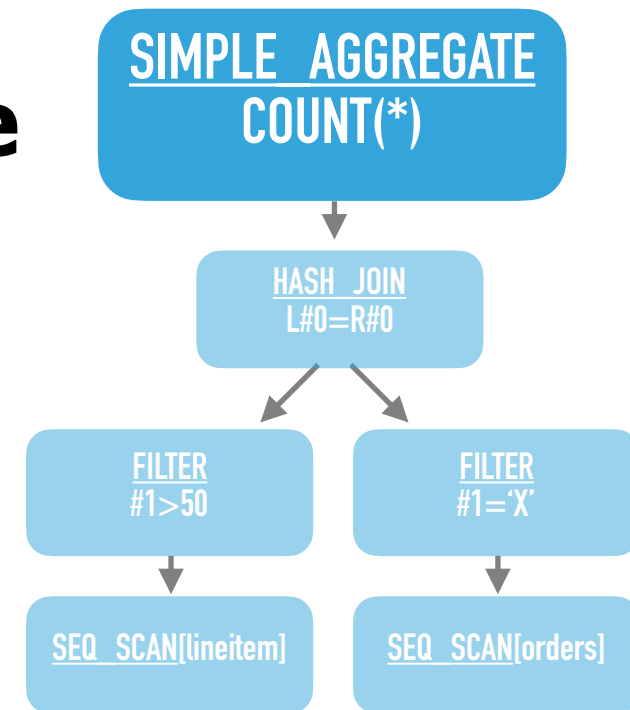 e
SIMPLE_AGGREGATE
COUNT(*)
HASH_JOIN
L#0=R#0
FILTER
#1>50
FILTER
#1=‘X’
SEQ_SCAN[lineitem]
SEQ_SCAN[orders]